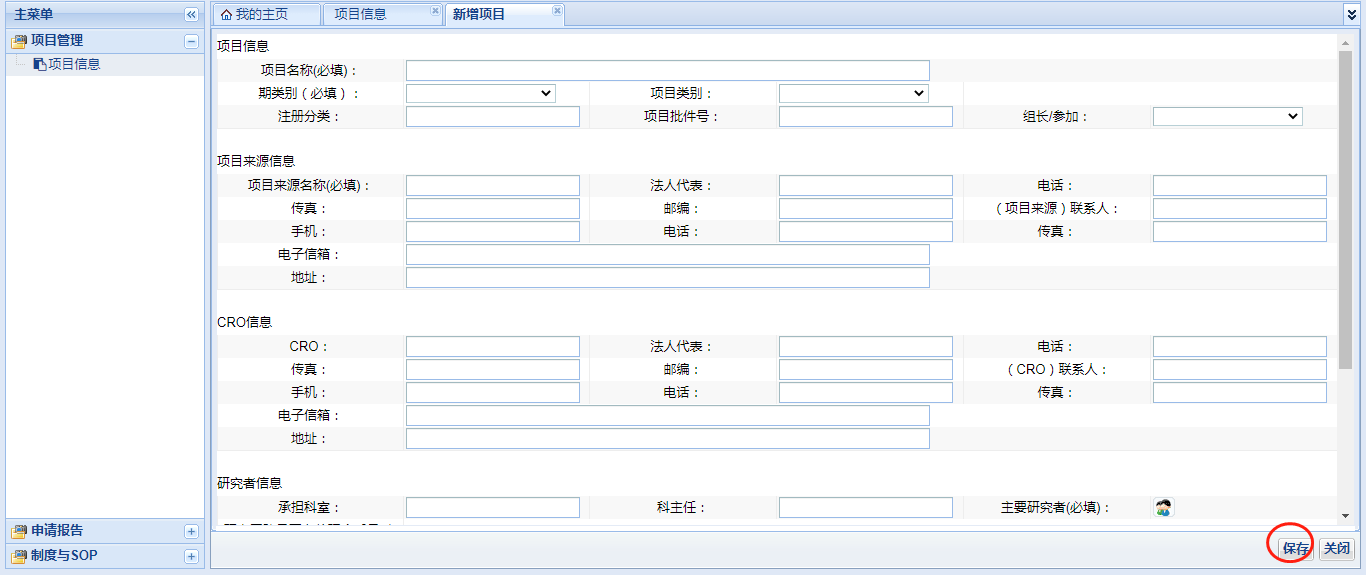 主菜单
项目管理
项目信息
申请报告
制度与SOP
我的主页 项目信息 新增项目
项目信息
项目名称(必填)：
期类别（必填）： 项目类别：
注册分类： 项目批件号： 组长/参加：
项目来源信息
项目来源名称(必填)： 法人代表： 电话：
传真： 邮编： （项目来源）联系人：
手机： 电话： 传真：
电子信箱：
地址：
CRO信息
CRO： 法人代表： 电话：
传真： 邮编： （CRO）联系人：
手机： 电话： 传真：
电子信箱：
地址：
研究者信息
承担科室： 科主任： 主要研究者(必填)：
保存 关闭